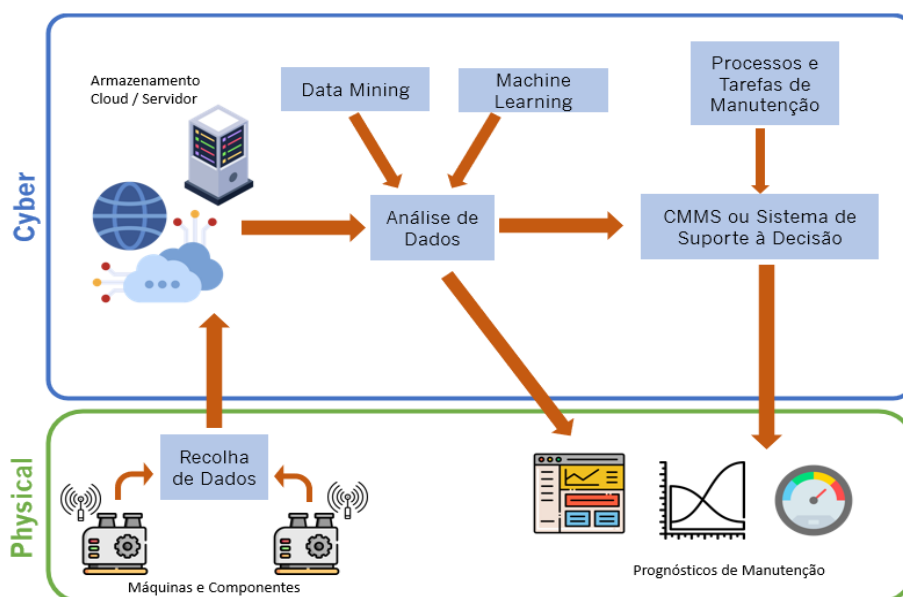 Cyber
Armazenamento
Cloud / Servidor
Data Mining
Machine
Learning
Processos e
Tarefas de
Manutenção
Análise de
Dados
CMMS ou Sistema de
Suporte à Decisão
Physical
Recolha
de Dados
Máquinas e Componentes
Prognósticos de Manutenção